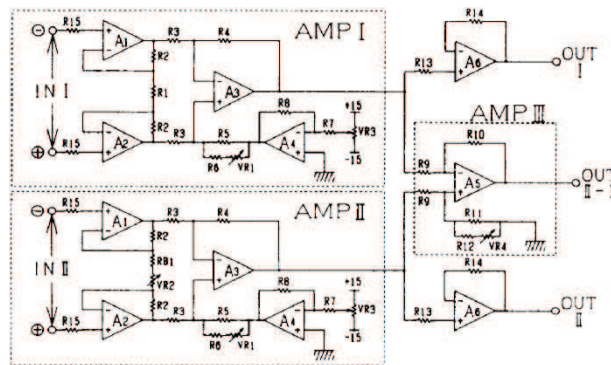 AMP I
R15
A1
R3
R4
R14
R2
A6
OUT I
IN I
R1
A3
R13
R8
+15
AMP III
R2
R7
VR3
R10
R15
A2
R3
R5
A4
-15
R6
VR1
R9
A5
OUT II-I
R9
AMP II
R15
A1
R3
R4
R11
R12
VR4
R2
IN II
RB1
A3
R14
VR2
R8
+15
R2
R7
VR3
A6
OUT II
R15
A2
R3
R5
A4
-15
R13
R6
VR1